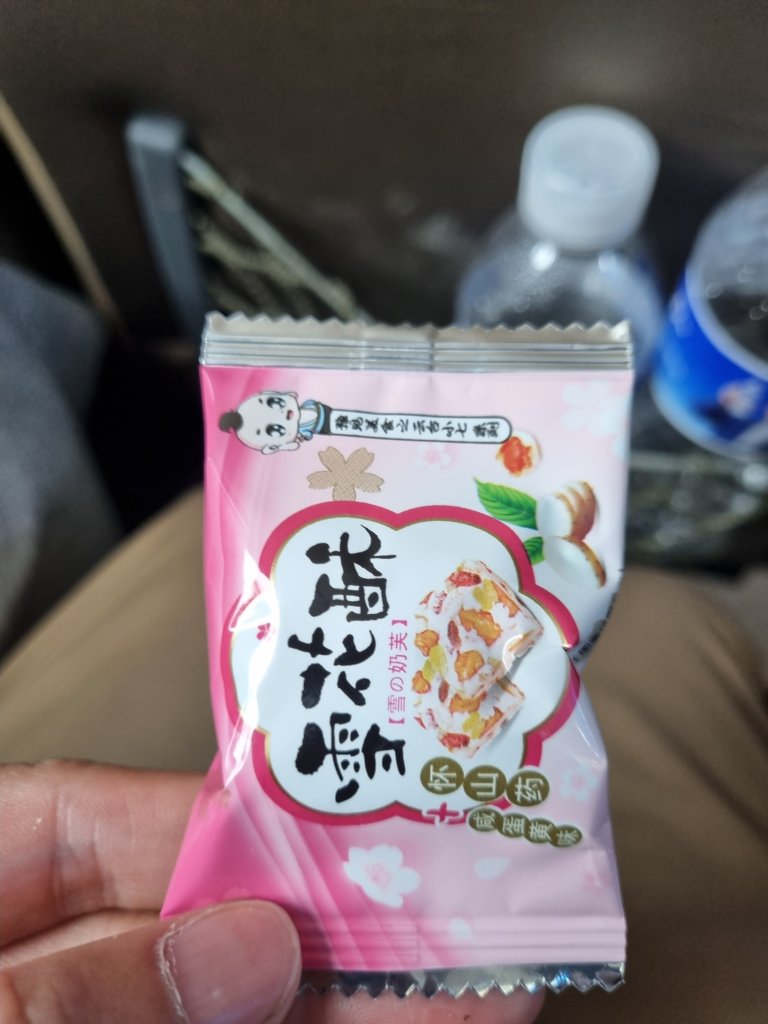 雪花酥
【雪の奶芙】
怀山药
+
咸蛋黄味